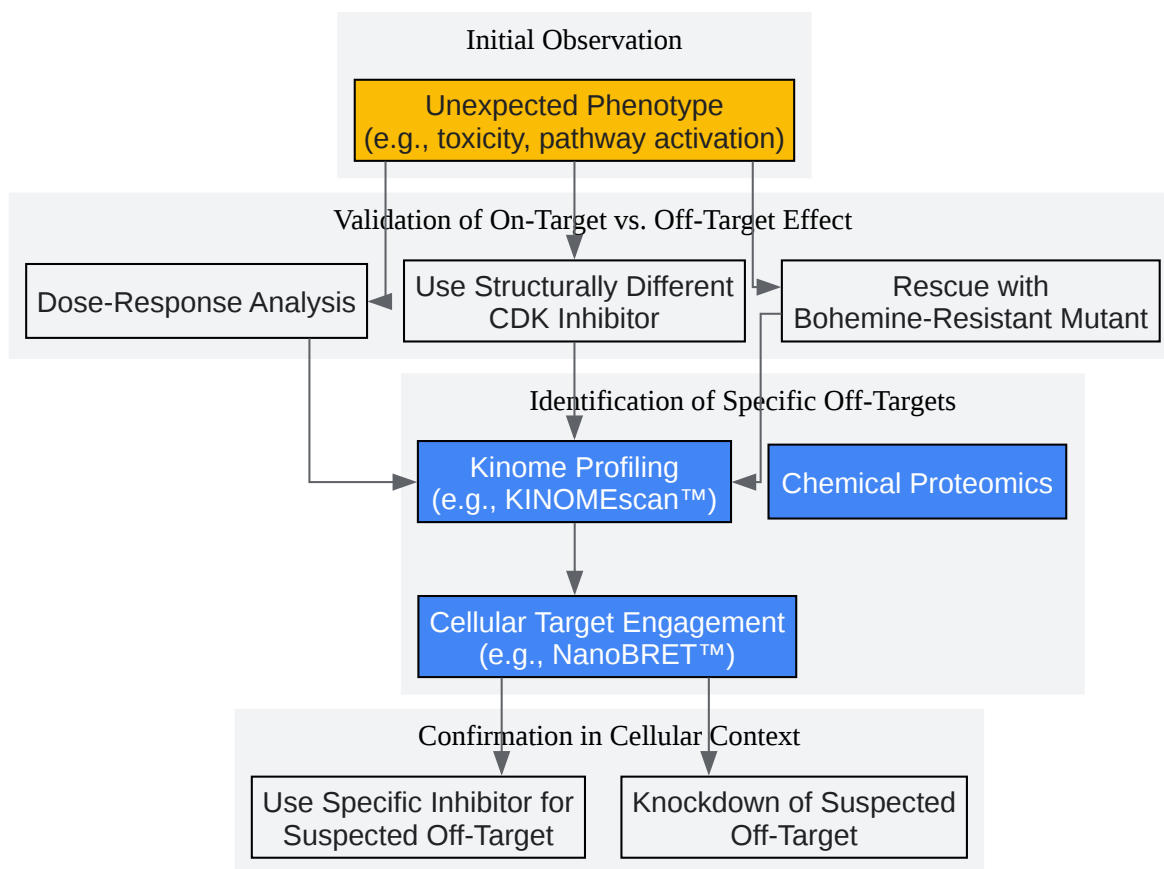 Initial Observation
Unexpected Phenotype
(e.g., toxicity, pathway activation)
Validation of On-Target vs. Off-Target Effect
Dose-Response Analysis
Use Structurally Different
CDK Inhibitor
Rescue with
Bohemine-Resistant Mutant
Identification of Specific Off-Targets
Kinome Profiling
(e.g., KINOMEscan™)
Chemical Proteomics
Cellular Target Engagement
(e.g., NanoBRET™)
Confirmation in Cellular Context
Use Specific Inhibitor for
Suspected Off-Target
Knockdown of Suspected
Off-Target